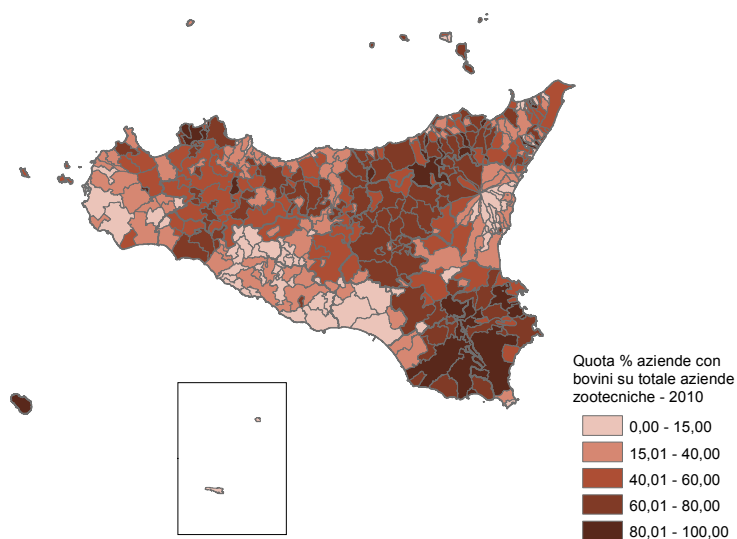 Quota % aziende con
bovini su totale aziende
zootecniche - 2010
0,00 - 15,00
15,01 - 40,00
40,01 - 60,00
60,01 - 80,00
80,01 - 100,00